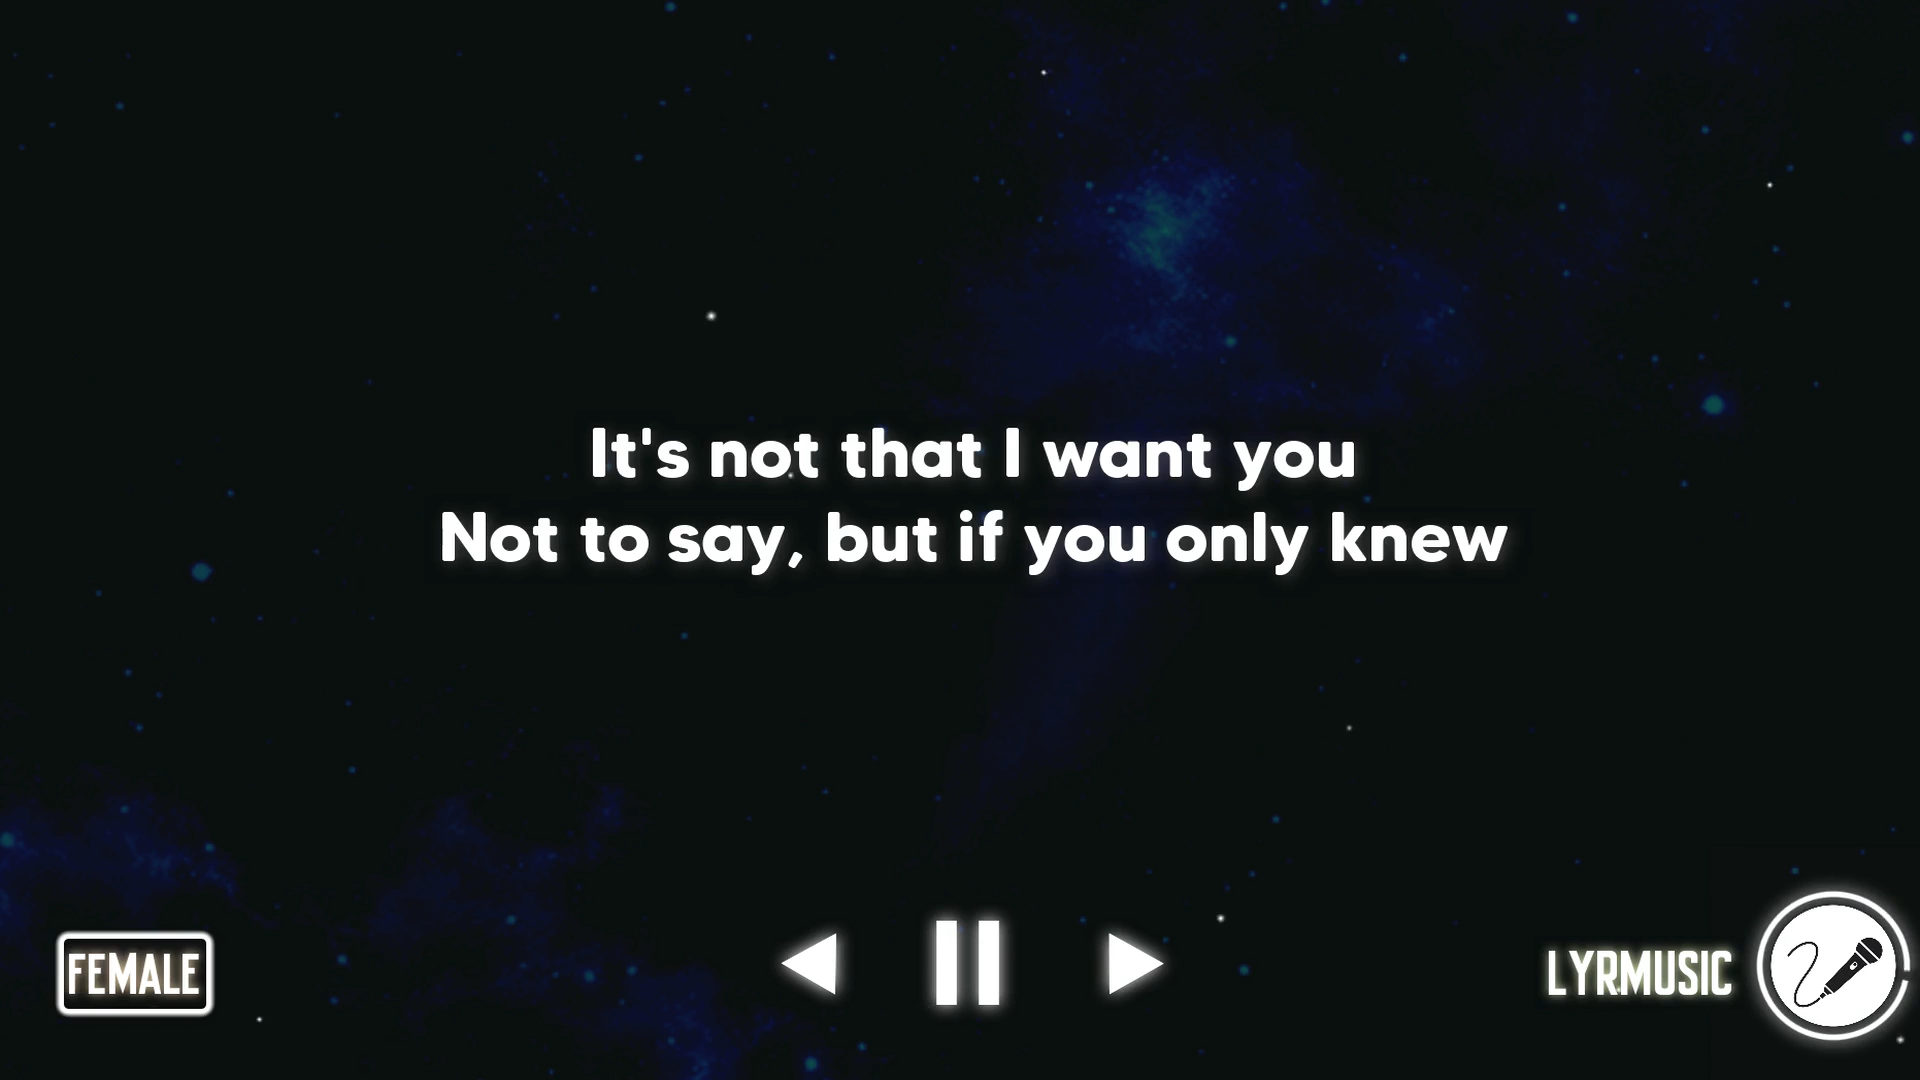 It's not that I want you
Not to say, but if you only knew
FEMALE
LYRMUSIC